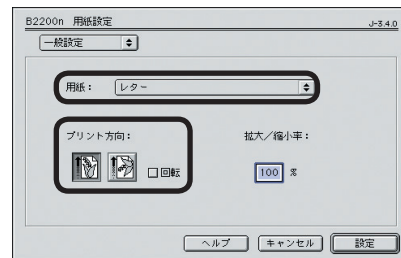 B2200n 用紙設定
J-3.4.0
一般設定
用紙： レター
プリント方向： 拡大／縮小率：
回転 100 %
ヘルプ キャンセル 設定